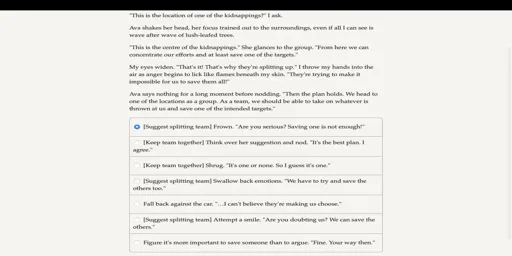 "This is the location of one of the kidnappings?" I ask.
Ava shakes her head, her focus trained out to the surroundings, even if all I can see is
wave after wave of lush-leafed trees.
"This is the centre of the kidnappings." She glances to the group. "From here we can
concentrate our efforts and at least save one of the targets."
My eyes widen. "That's it! That's why they're splitting up." I throw my hands into the
air as anger begins to lick like flames beneath my skin. "They're trying to make it
impossible for us to save them all!"
Ava says nothing for a long moment before nodding. "Then the plan holds. We head to
one of the locations as a group. As a team, we should be able to take on whatever is
thrown at us and save one of the intended targets."
[Suggest splitting team] Frown. "Are you serious? Saving one is not enough!"
[Keep team together] Think over her suggestion and nod. "It's the best plan. I
agree."
[Keep team together] Shrug. "It's one or none. So I guess it's one."
[Suggest splitting team] Swallow back emotions. "We have to try and save the
others too."
Fall back against the car. "…I can't believe they're making us choose."
[Suggest splitting team] Attempt a smile. "Are you doubting us? We can save the
others."
Figure it's more important to save someone than to argue. "Fine. Your way then."